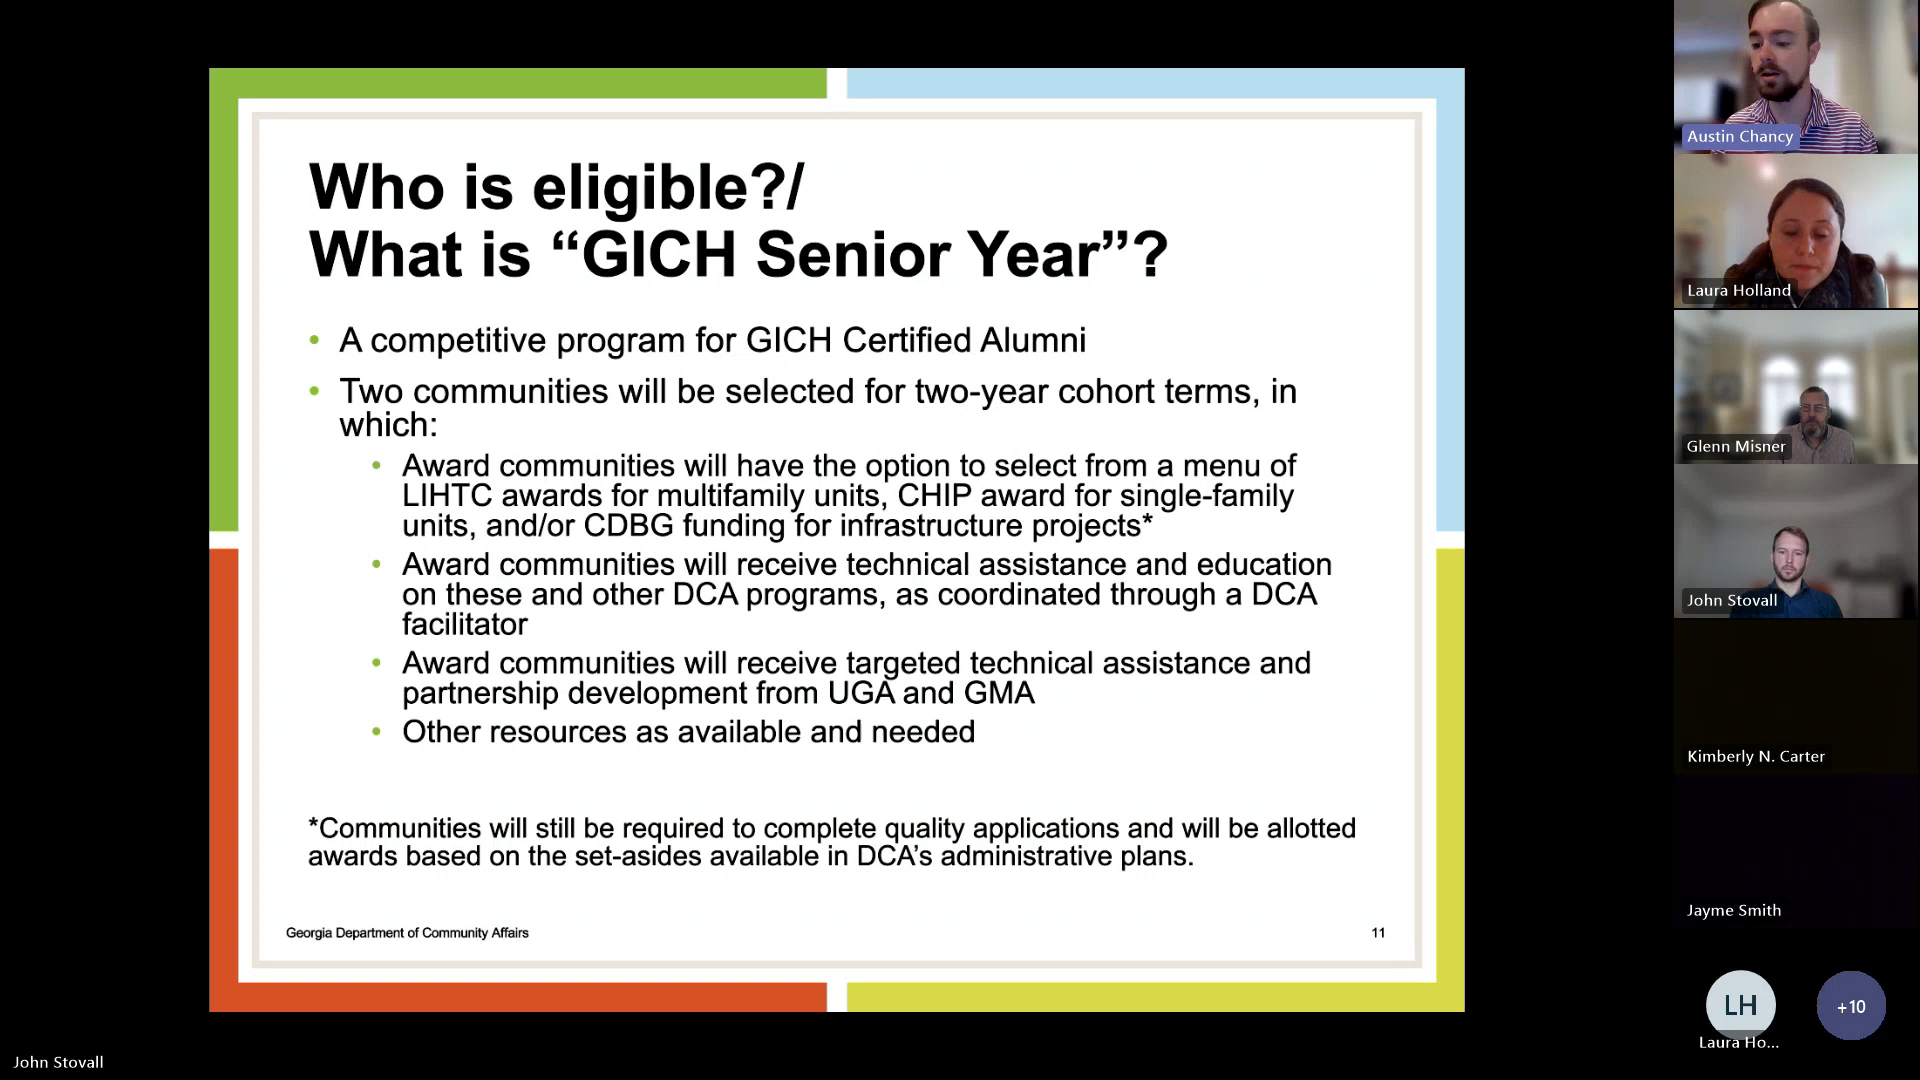 Who is eligible?/
What is “GICH Senior Year”?
• A competitive program for GICH Certified Alumni
• Two communities will be selected for two-year cohort terms, in
which:
• Award communities will have the option to select from a menu of
LIHTC awards for multifamily units, CHIP award for single-family
units, and/or CDBG funding for infrastructure projects*
• Award communities will receive technical assistance and education
on these and other DCA programs, as coordinated through a DCA
facilitator
• Award communities will receive targeted technical assistance and
partnership development from UGA and GMA
• Other resources as available and needed
*Communities will still be required to complete quality applications and will be allotted
awards based on the set-asides available in DCA’s administrative plans.
Georgia Department of Community Affairs
11
John Stovall
Austin Chancy
Laura Holland
Glenn Misner
John Stovall
Kimberly N. Carter
Jayme Smith
LH
Laura Ho...
+10